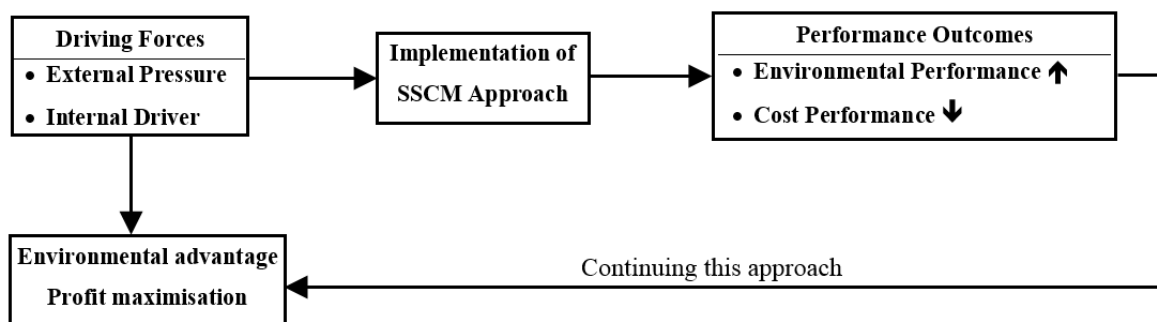 Driving Forces
• External Pressure
• Internal Driver
Implementation of
SSCM Approach
Performance Outcomes
• Environmental Performance ↑
• Cost Performance ↓
Environmental advantage
Profit maximisation
Continuing this approach